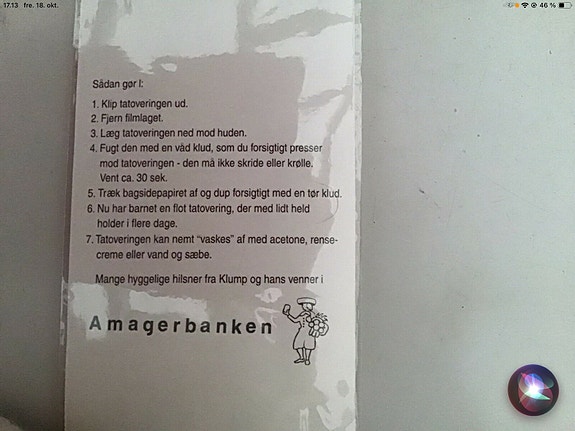 17.13 fre. 18. okt.
46 %
Sådan gør I:
1. Klip tatoveringen ud.
2. Fjern filmlaget.
3. Læg tatoveringen ned mod huden.
4. Fugt den med en våd klud, som du forsigtigt presser
mod tatoveringen - den må ikke skride eller krølle.
Vent ca. 30 sek.
5. Træk bagsidepapiret af og dup forsigtigt med en tør klud.
6. Nu har barnet en flot tatovering, der med lidt held
holder i flere dage.
7. Tatoveringen kan nemt "vaskes" af med acetone, rense-
creme eller vand og sæbe.
Mange hyggelige hilsner fra Klump og hans venner i
Amagerbanken